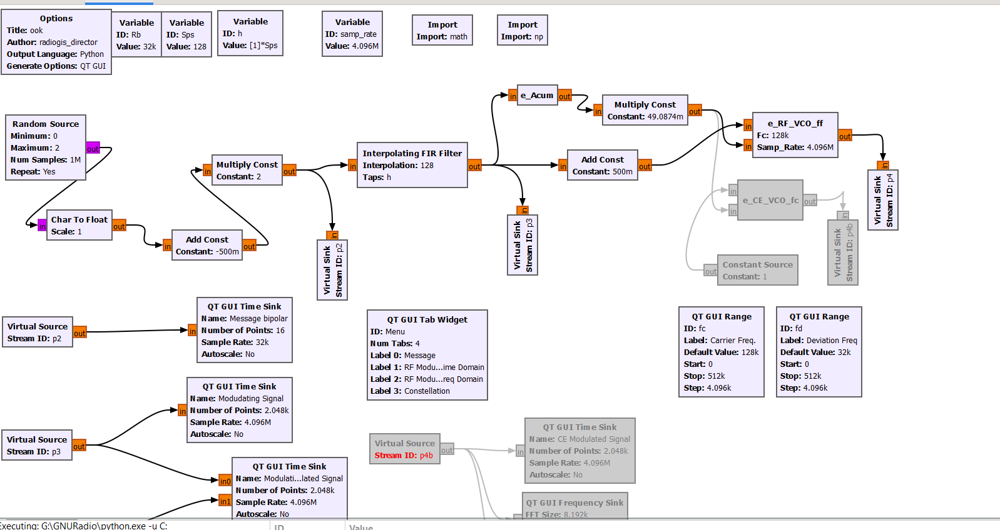 Options
Title: ook
Author: radiogis_director
Output Language: Python
Generate Options: QT GUI
Variable
ID: Rb
Value: 32k
Variable
ID: Sps
Value: 128
Variable
ID: h
Value: [1]*Sps
Variable
ID: samp_rate
Value: 4.096M
Import
Import: math
Import
Import: np
Random Source
Minimum: 0
Maximum: 2
Num Samples: 1M
Repeat: Yes
out
in
Char To Float
Scale: 1
out
in
Add Const
Constant: -500m
out
in
Multiply Const
Constant: 2
out
in
Virtual Sink
Stream ID: p2
in
Interpolating FIR Filter
Interpolation: 128
Taps: h
out
in
Virtual Sink
Stream ID: p3
in
e_Acum
out
in
Multiply Const
Constant: 49.0874m
out
in
Add Const
Constant: 500m
out
in
in
e_RF_VCO_ff
Fc: 128k
Samp_Rate: 4.096M
out
in
Virtual Sink
Stream ID: p4
in
in
e_CE_VCO_fc
out
in
Virtual Sink
Stream ID: p4b
out
Constant Source
Constant: 1
Virtual Source
Stream ID: p2
out
in
QT GUI Time Sink
Name: Message bipolar
Number of Points: 16
Sample Rate: 32k
Autoscale: No
QT GUI Tab Widget
ID: Menu
Num Tabs: 4
Label 0: Message
Label 1: RF Modu...ime Domain
Label 2: RF Modu...req Domain
Label 3: Constellation
QT GUI Range
ID: fc
Label: Carrier Freq.
Default Value: 128k
Start: 0
Stop: 512k
Step: 4.096k
QT GUI Range
ID: fd
Label: Deviation Freq
Default Value: 32k
Start: 0
Stop: 512k
Step: 4.096k
Virtual Source
Stream ID: p3
out
in
QT GUI Time Sink
Name: Modudating Signal
Number of Points: 2.048k
Sample Rate: 4.096M
Autoscale: No
in0
in1
QT GUI Time Sink
Name: Modulati...lated Signal
Number of Points: 2.048k
Sample Rate: 4.096M
Autoscale: No
Virtual Source
Stream ID: p4b
out
in
QT GUI Time Sink
Name: CE Modulated Signal
Number of Points: 2.048k
Sample Rate: 4.096M
Autoscale: No
QT GUI Frequency Sink
FFT Size: 8.192k
Executing: G:\GNURadio\python.exe -u C:
ID
Value